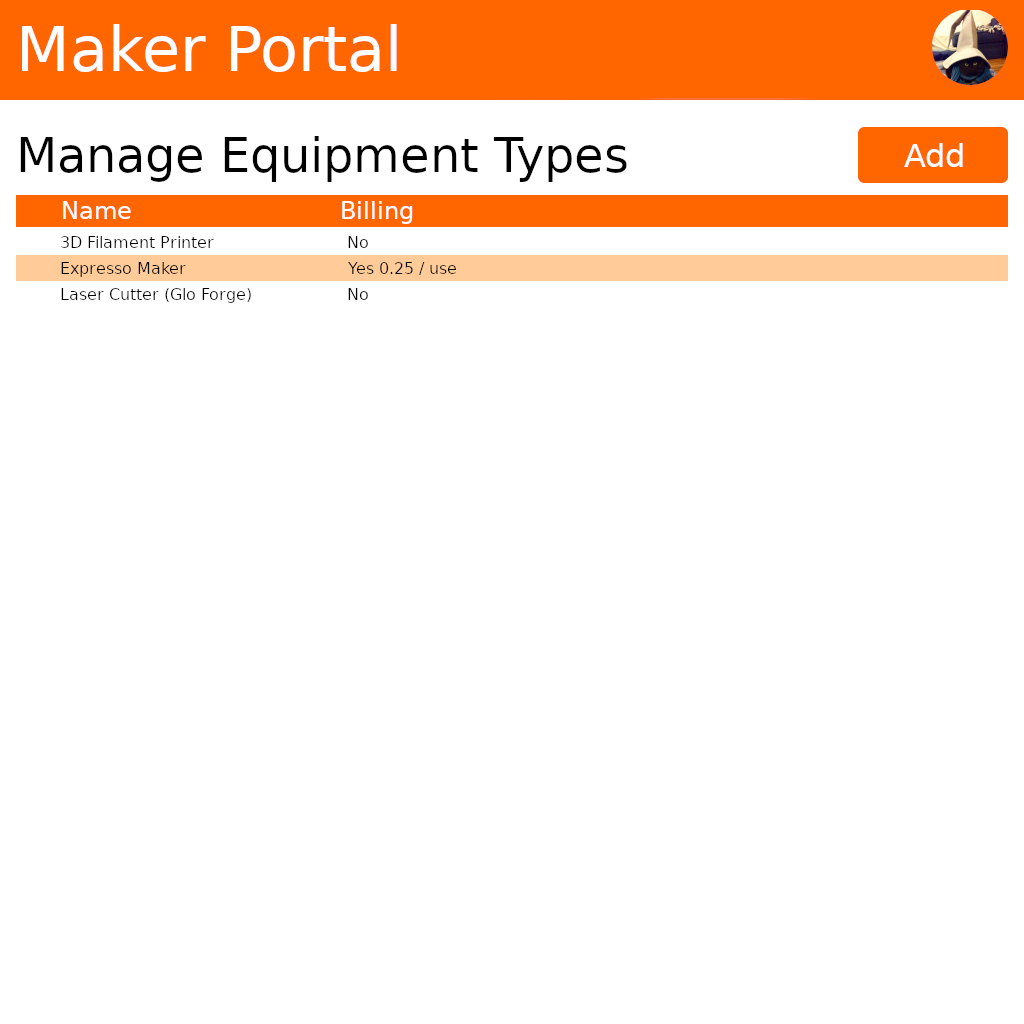 Maker Portal
Manage Equipment Types
Add
Name Billing
3D Filament Printer No
Expresso Maker Yes 0.25 / use
Laser Cutter (Glo Forge) No